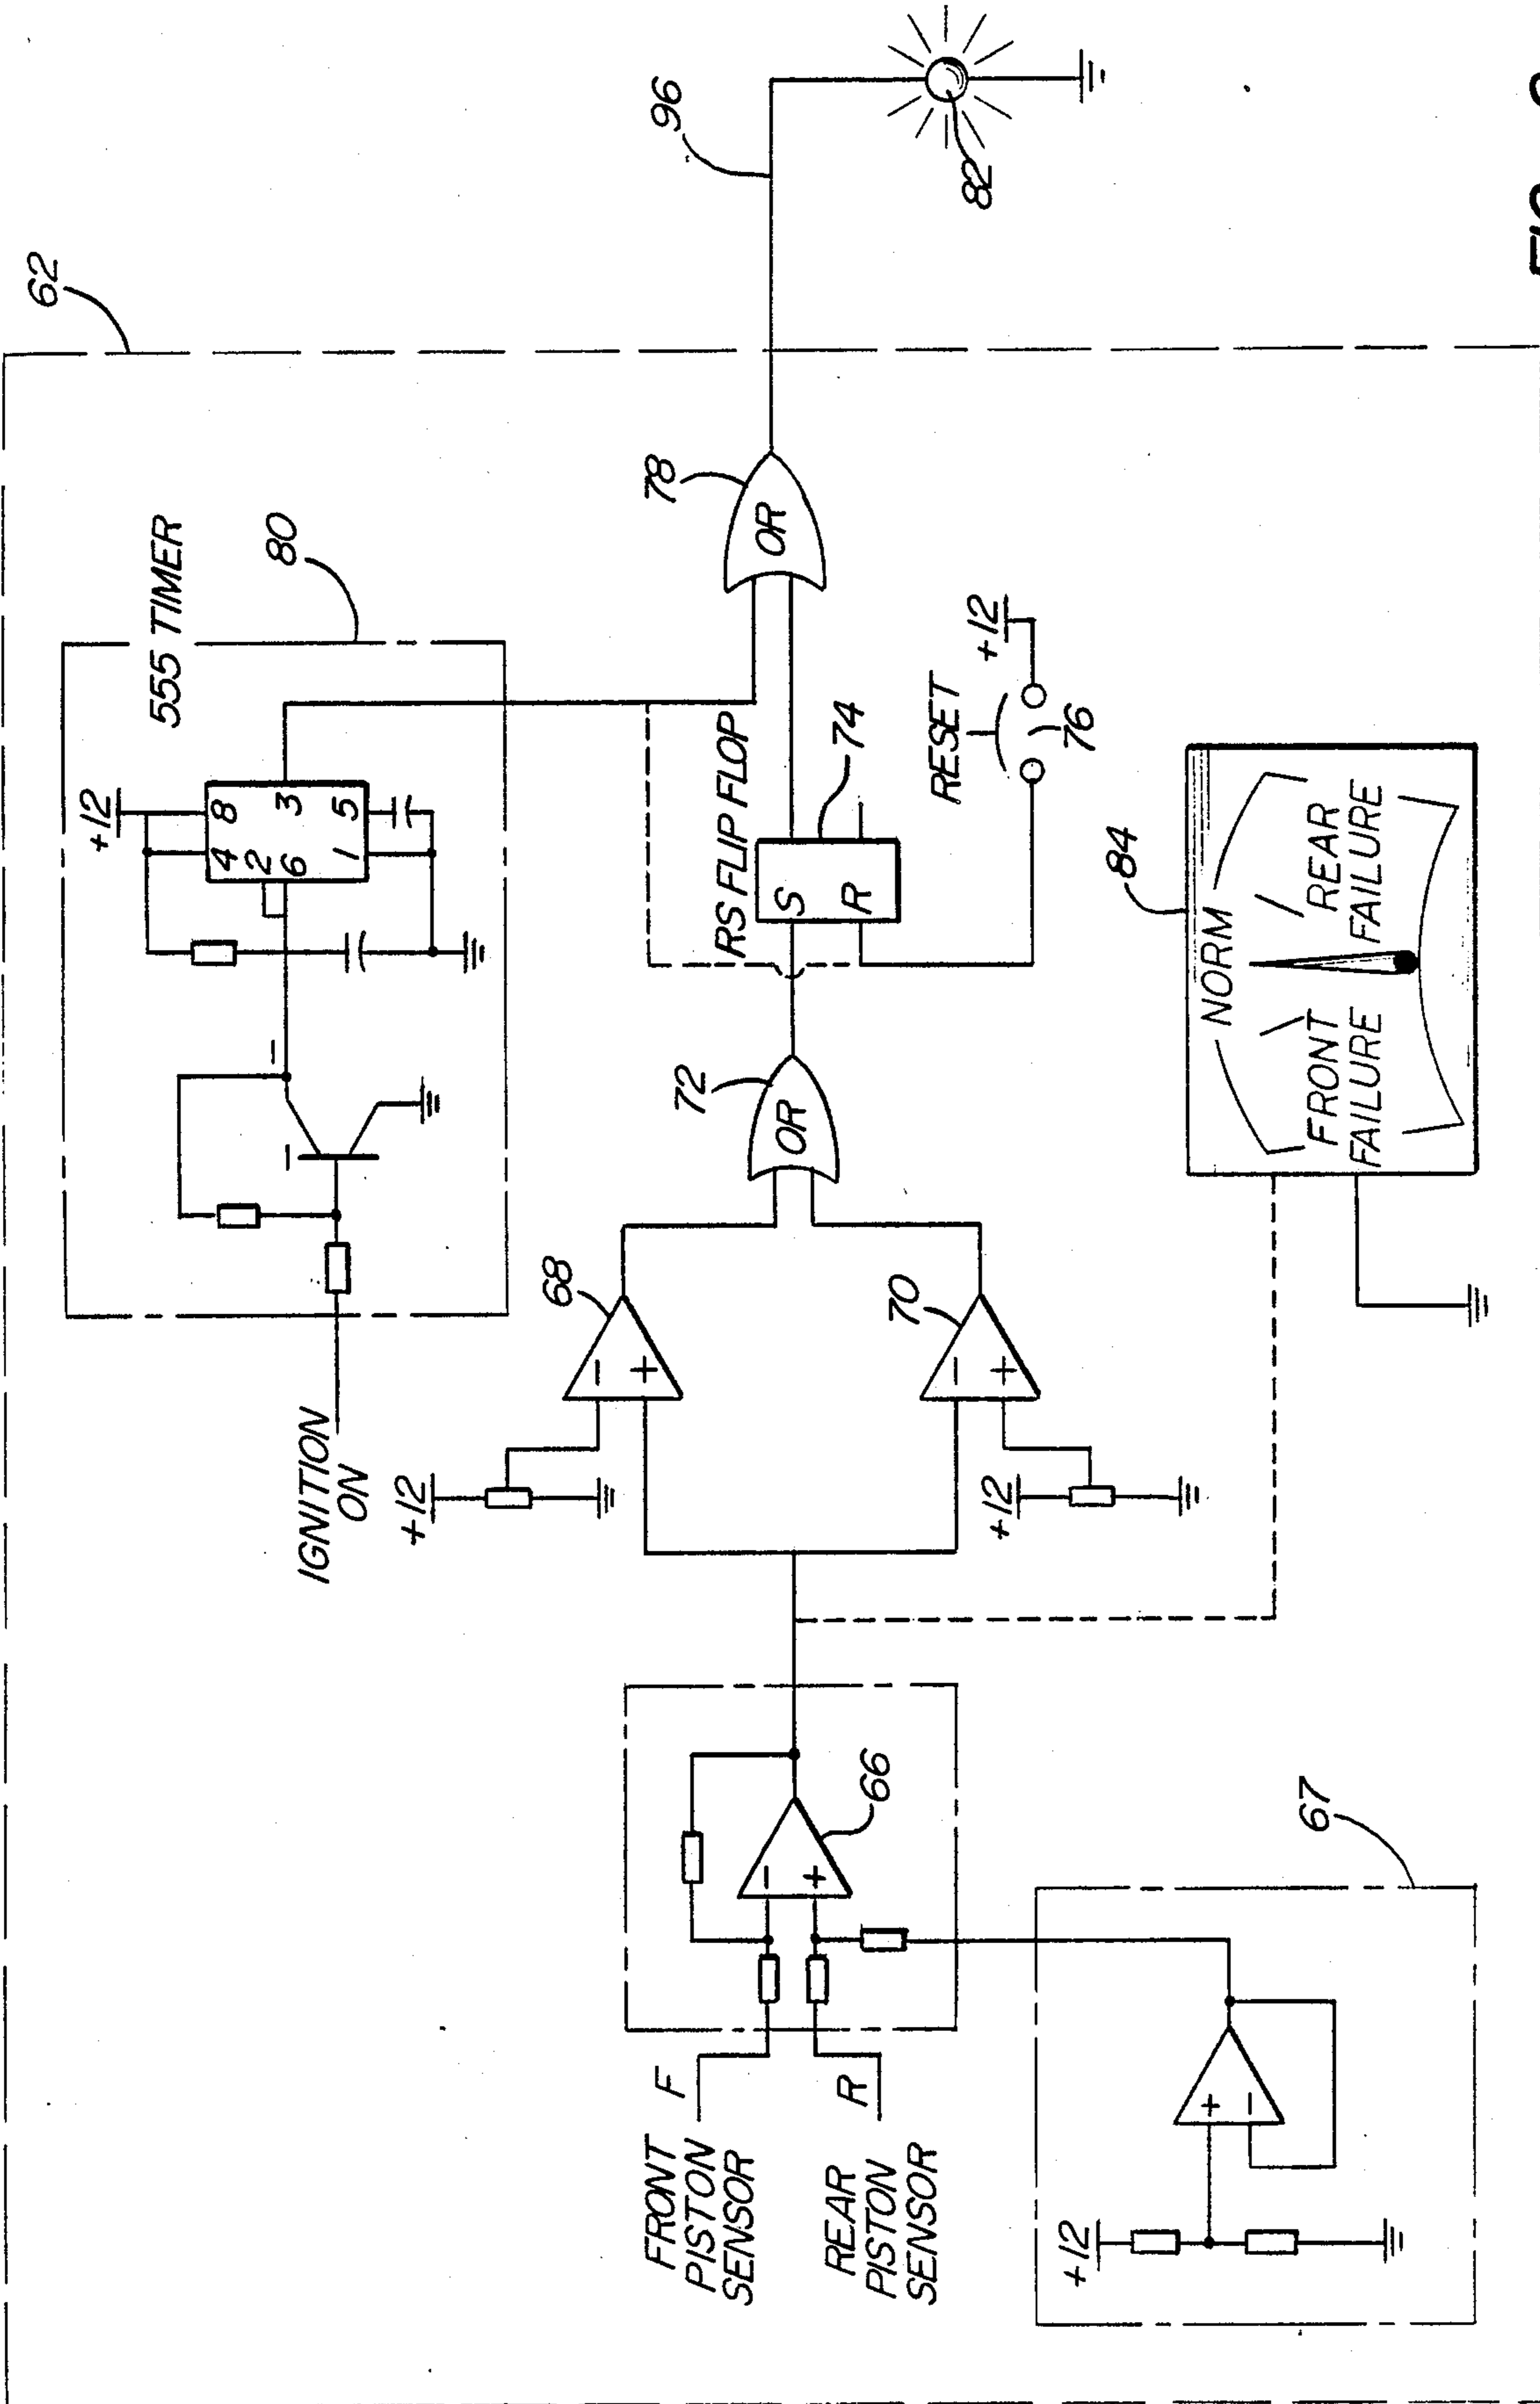 62
555 TIMER
80
+12
4
8
2
6
3
1
5
IGNITION
ON
+12
68
-
+
FRONT
PISTON
SENSOR
F
REAR
PISTON
SENSOR
R
-
+
66
+12
70
-
+
72
OR
RS FLIP FLOP
S
R
74
RESET
+12
76
78
OR
96
82
67
+12
+
-
84
NORM
FRONT
FAILURE
REAR
FAILURE